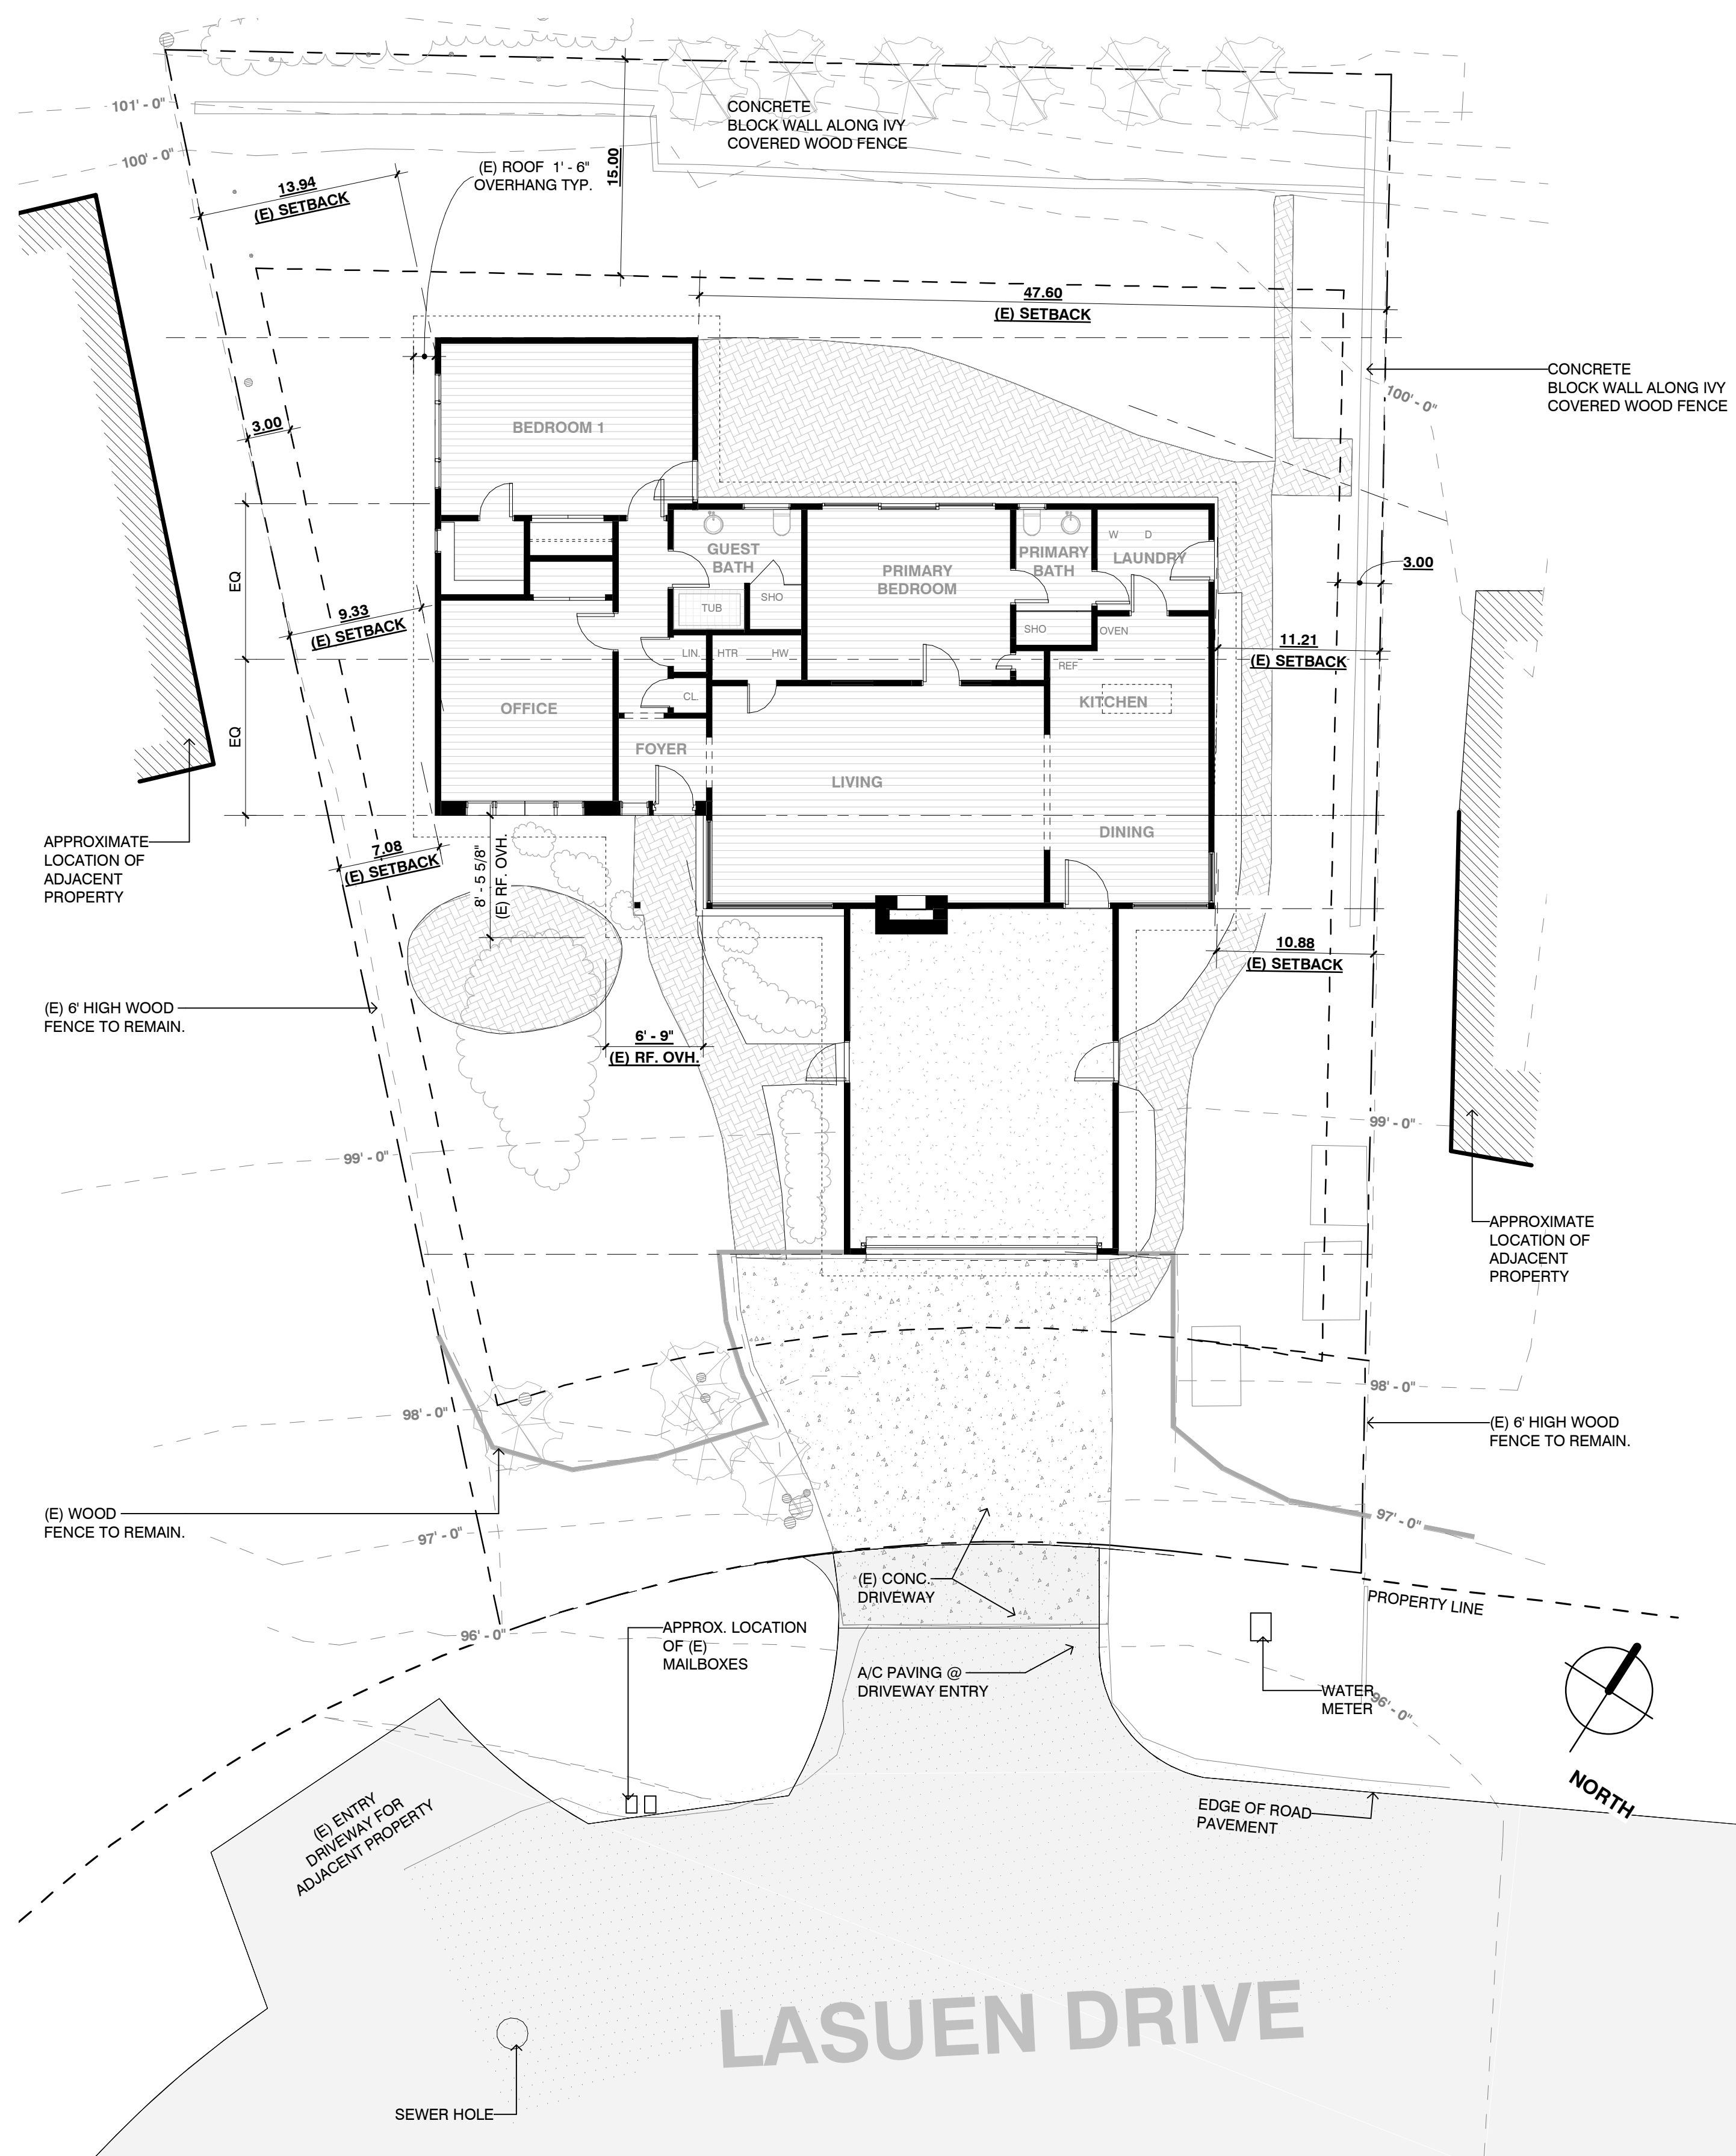 CONCRETE
BLOCK WALL ALONG IVY
COVERED WOOD FENCE
101' - 0"
100' - 0"
(E) ROOF 1' - 6"
OVERHANG TYP.
15.00
13.94
(E) SETBACK
47.60
(E) SETBACK
CONCRETE
BLOCK WALL ALONG IVY
COVERED WOOD FENCE
100' - 0"
3.00
BEDROOM 1
GUEST
BATH
PRIMARY
BEDROOM
PRIMARY
BATH
W D
LAUNDRY
3.00
EQ
9.33
(E) SETBACK
TUB
SHO
SHO
OVEN
11.21
(E) SETBACK
LIN.
HTR
HW
REF
CL.
KITCHEN
OFFICE
EQ
FOYER
LIVING
DINING
APPROXIMATE
LOCATION OF
ADJACENT
PROPERTY
7.08
(E) SETBACK
8' - 5 5/8"
(E) RF. OVH.
10.88
(E) SETBACK
(E) 6' HIGH WOOD
FENCE TO REMAIN.
6' - 9"
(E) RF. OVH.
99' - 0"
99' - 0"
APPROXIMATE
LOCATION OF
ADJACENT
PROPERTY
98' - 0"
98' - 0"
(E) 6' HIGH WOOD
FENCE TO REMAIN.
(E) WOOD
FENCE TO REMAIN.
97' - 0"
97' - 0"
(E) CONC.
DRIVEWAY
PROPERTY LINE
96' - 0"
APPROX. LOCATION
OF (E)
MAILBOXES
A/C PAVING @
DRIVEWAY ENTRY
WATER
METER
96' - 0"
NORTH
(E) ENTRY
DRIVEWAY FOR
ADJACENT PROPERTY
EDGE OF ROAD
PAVEMENT
LASUEN DRIVE
SEWER HOLE